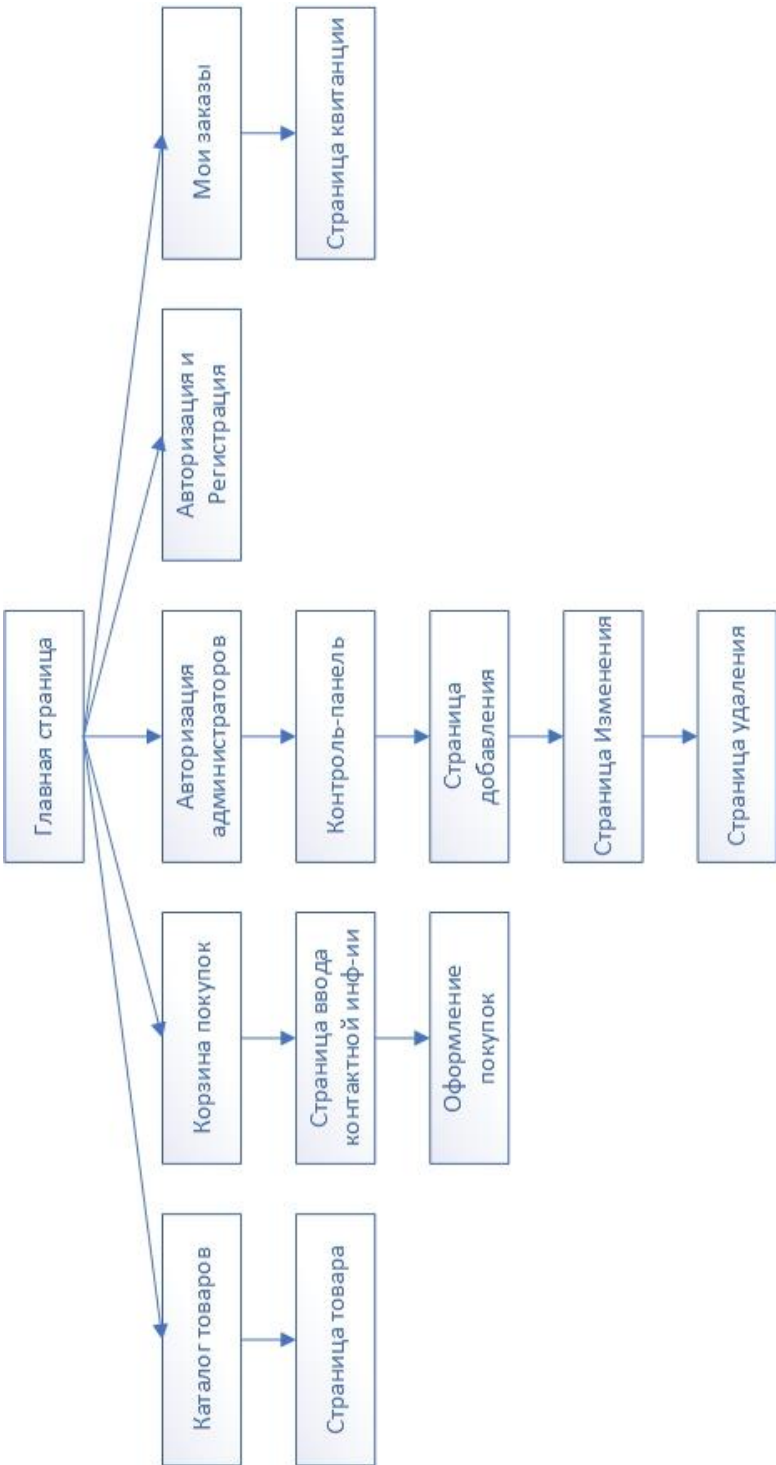 Главная страница
Каталог товаров
Корзина покупок
Авторизация
администраторов
Авторизация и
Регистрация
Мои заказы
Страница товара
Страница ввода
контактной инф-ии
Контроль-панель
Страница квитанции
Оформление
покупок
Страница
добавления
Страница Изменения
Страница удаления